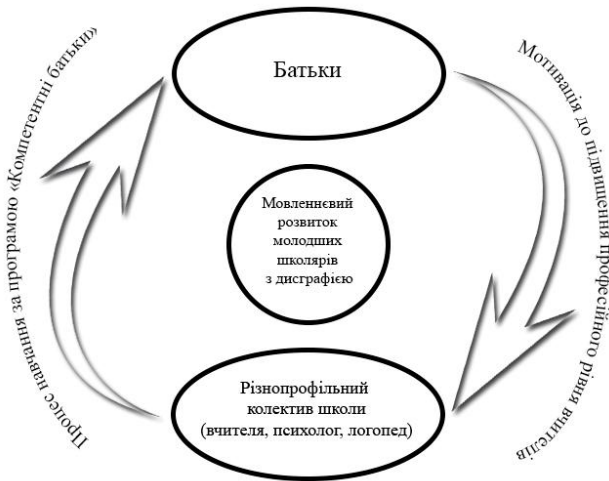 Батьки
Процес навчання за програмою «Компетентні батьки»
Мотивація до підвищення професійного рівня вчителів
Мовленнєвий
розвиток
молодших
школярів
з дисграфією
Різнопрофільний
колектив школи
(вчителя, психолог, логопед)